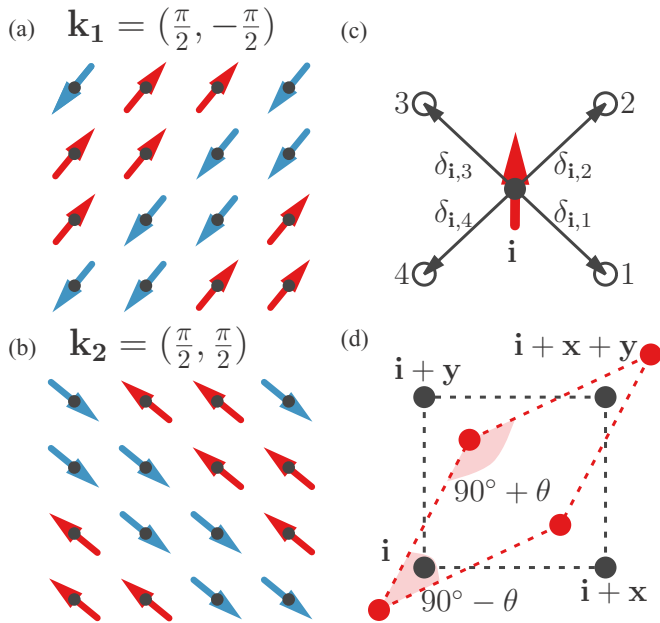 (a) k₁ = (π/2, −π/2)
(b) k₂ = (π/2, π/2)
(c)
3 2
δᵢ,₃ δᵢ,₂
δᵢ,₄ δᵢ,₁
i
4 1
(d)
i + x + y
i + y
90° + θ
i
90° − θ
i + x